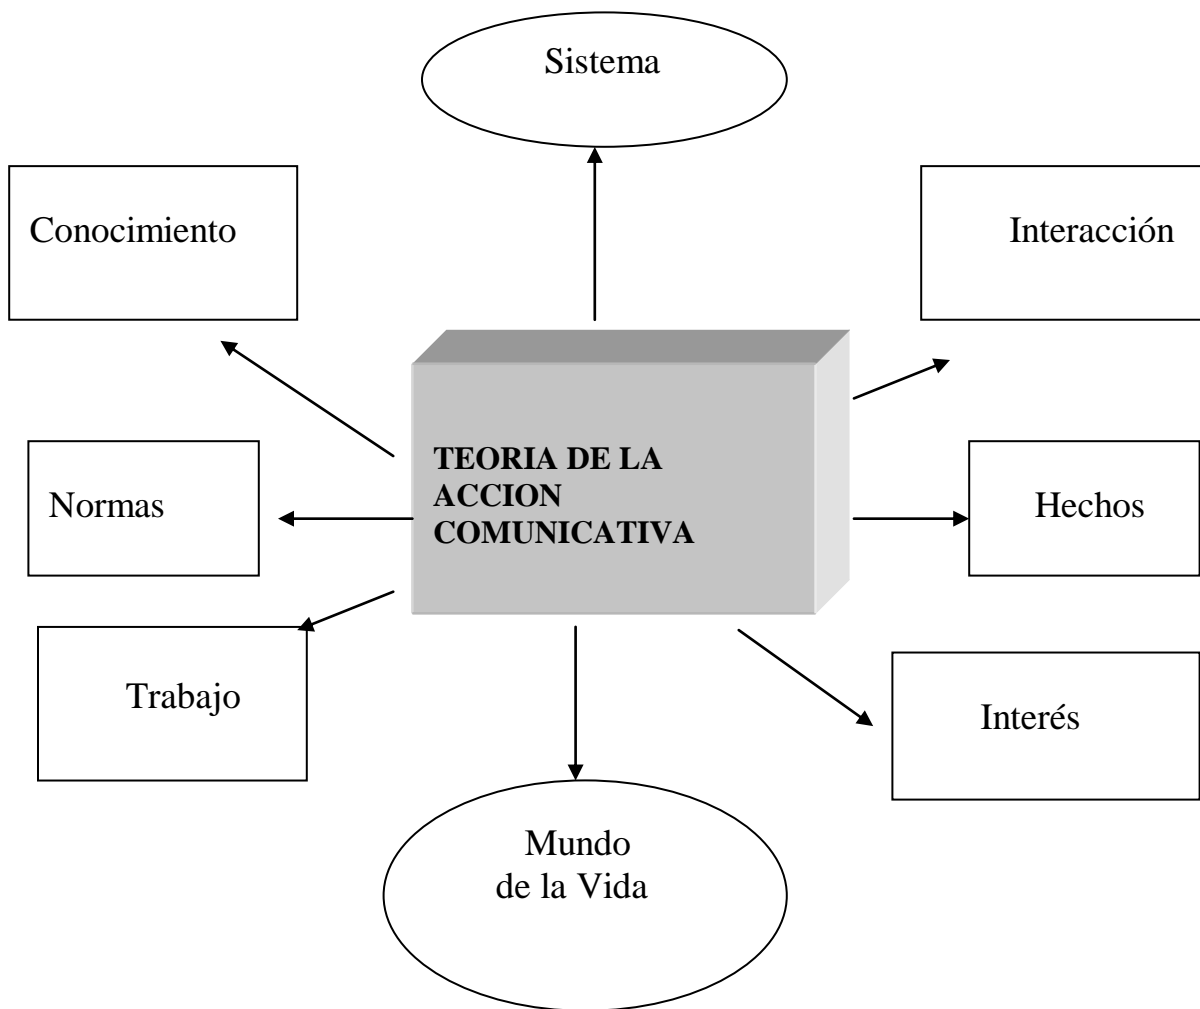 Sistema
Conocimiento
Interacción
TEORIA DE LA
ACCION
COMUNICATIVA
Normas
Hechos
Trabajo
Interés
Mundo
de la Vida